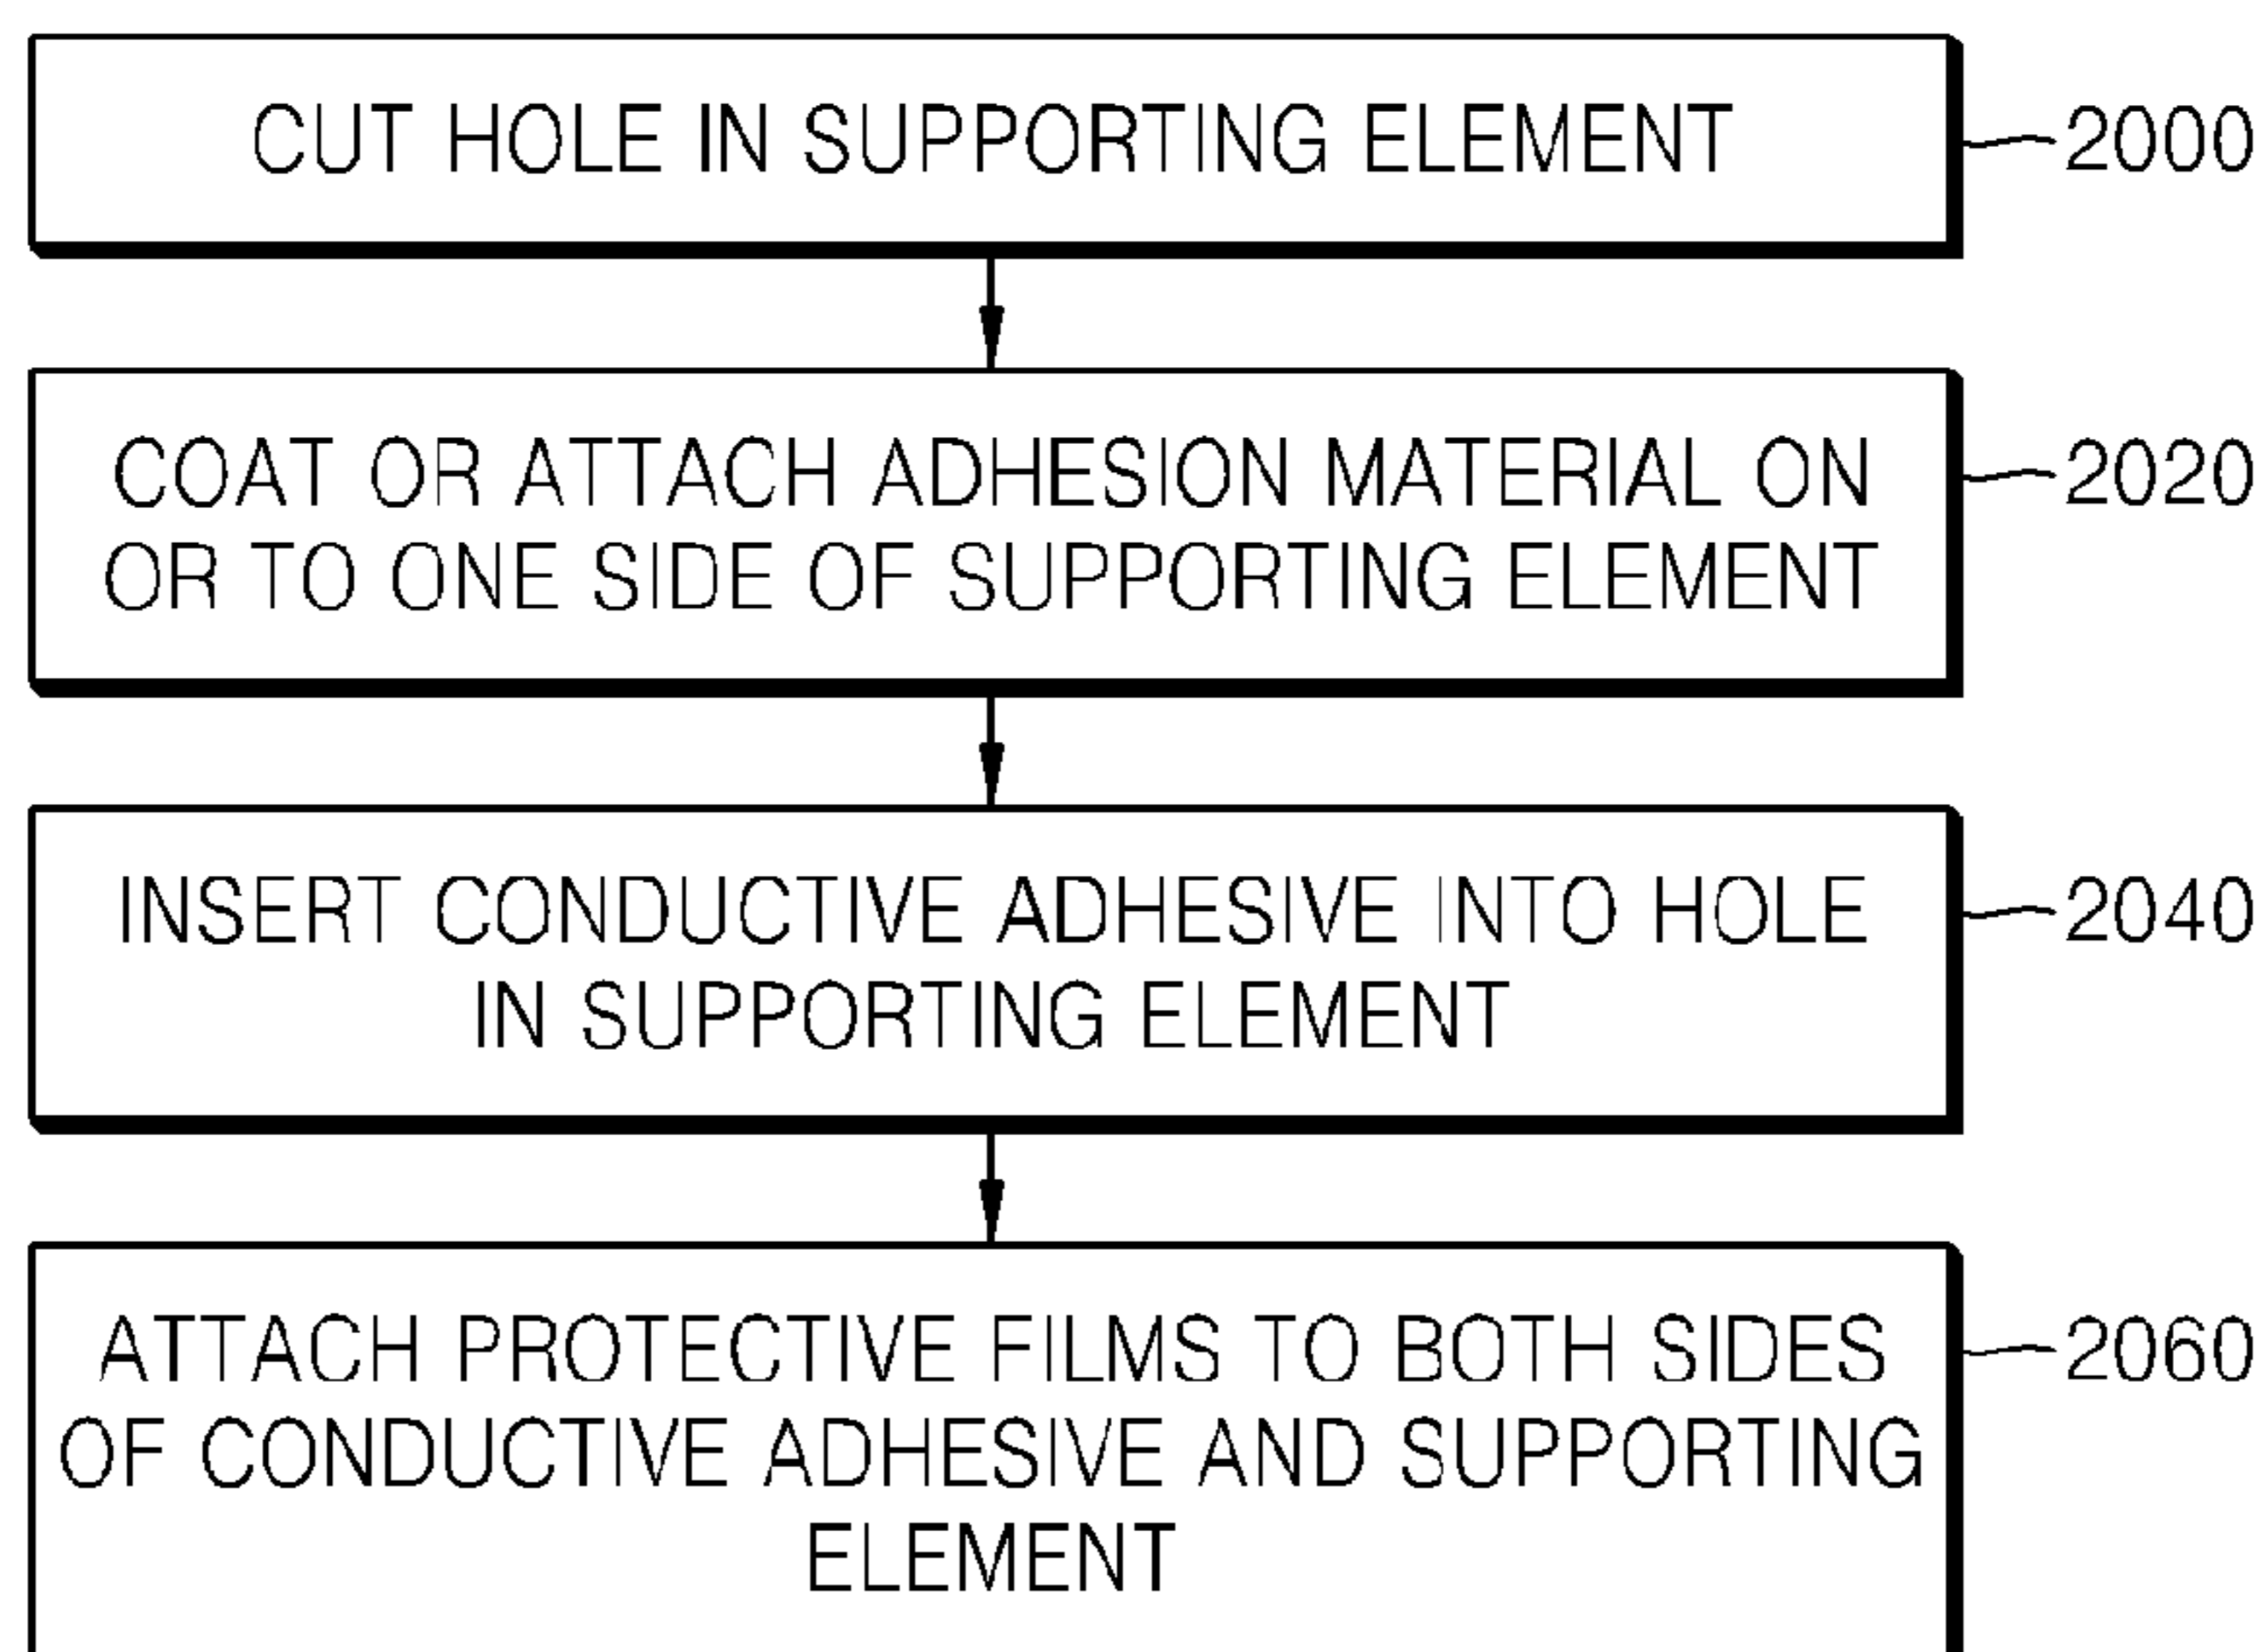 CUT HOLE IN SUPPORTING ELEMENT
2000
COAT OR ATTACH ADHESION MATERIAL ON
OR TO ONE SIDE OF SUPPORTING ELEMENT
2020
INSERT CONDUCTIVE ADHESIVE INTO HOLE
IN SUPPORTING ELEMENT
2040
ATTACH PROTECTIVE FILMS TO BOTH SIDES
OF CONDUCTIVE ADHESIVE AND SUPPORTING
ELEMENT
2060